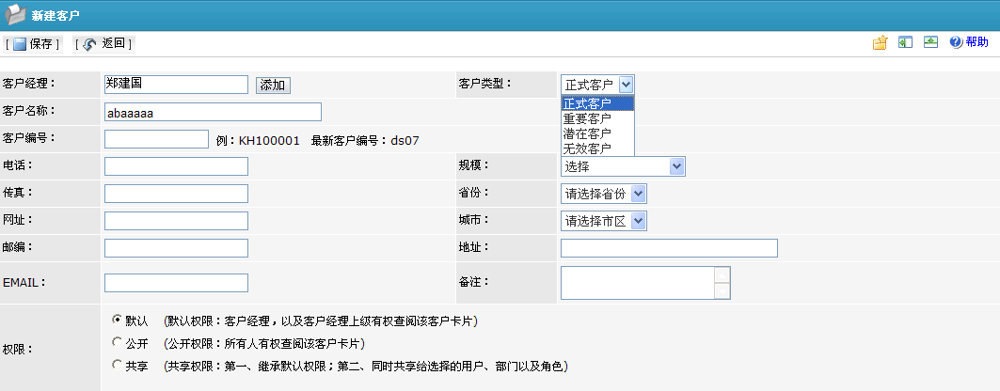 新建客户
[ 保存 ] [ 返回 ] 帮助
客户经理： 郑建国 添加 客户类型： 正式客户
正式客户
客户名称： abaaaaa
重要客户
潜在客户
客户编号： 例：KH100001 最新客户编号：ds07
无效客户
电话： 规模： 选择
传真： 省份： 请选择省份
网址： 城市： 请选择市区
邮编： 地址：
EMAIL： 备注：
默认 (默认权限：客户经理，以及客户经理上级有权查阅该客户卡片)
公开 (公开权限：所有人有权查阅该客户卡片)
权限：
共享 (共享权限：第一、继承默认权限；第二、同时共享给选择的用户、部门以及角色)